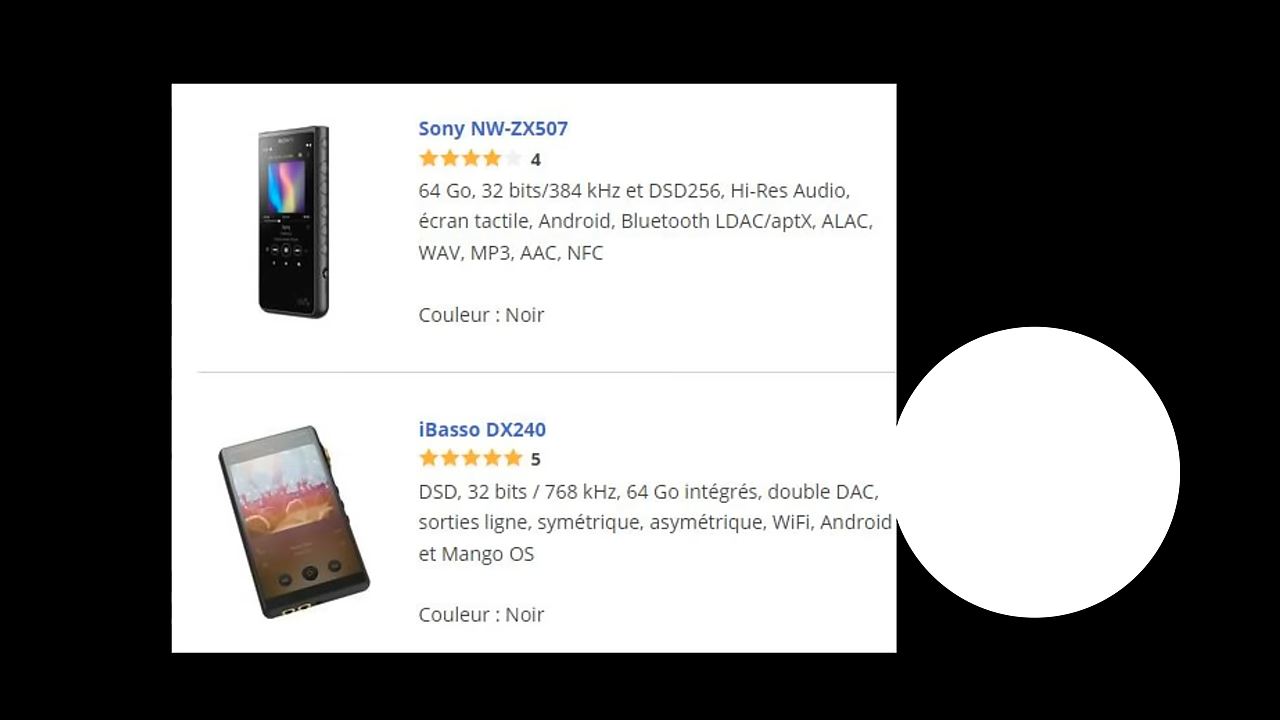 Sony NW-ZX507
4
64 Go, 32 bits/384 kHz et DSD256, Hi-Res Audio,
écran tactile, Android, Bluetooth LDAC/aptX, ALAC,
WAV, MP3, AAC, NFC
Couleur : Noir
iBasso DX240
5
DSD, 32 bits / 768 kHz, 64 Go intégrés, double DAC,
sorties ligne, symétrique, asymétrique, WiFi, Android
et Mango OS
Couleur : Noir